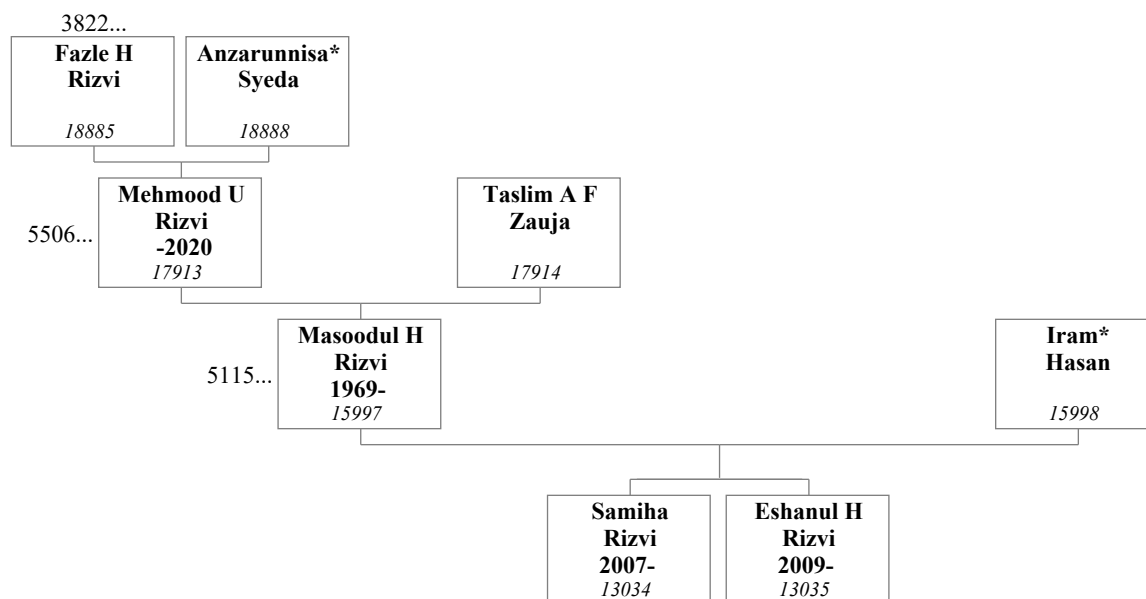 3822...
Fazle H
Rizvi
18885
Anzarunnisa*
Syeda
18888
5506...
Mehmood U
Rizvi
-2020
17913
Taslim A F
Zauja
17914
5115...
Masoodul H
Rizvi
1969-
15997
Iram*
Hasan
15998
Samiha
Rizvi
2007-
13034
Eshanul H
Rizvi
2009-
13035